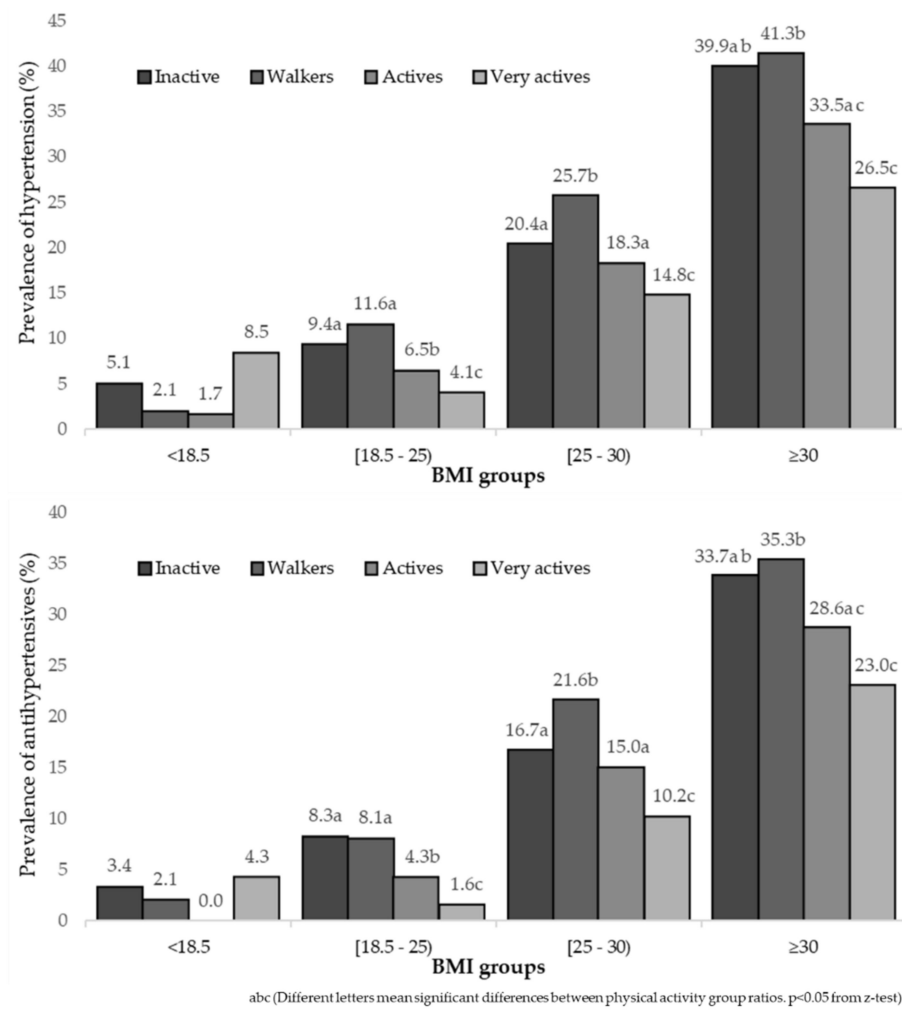 Prevalence of hypertension (%)
45
40
35
30
25
20
15
10
5
0
Inactive Walkers Actives Very actives
5.1 2.1 1.7 8.5
9.4a 11.6a 6.5b 4.1c
20.4a 25.7b 18.3a 14.8c
39.9ab 41.3b 33.5ac 26.5c
<18.5 [18.5 - 25) [25 - 30) ≥30
BMI groups
Prevalence of antihypertensives (%)
40
35
30
25
20
15
10
5
0
Inactive Walkers Actives Very actives
3.4 2.1 0.0 4.3
8.3a 8.1a 4.3b 1.6c
16.7a 21.6b 15.0a 10.2c
33.7ab 35.3b 28.6ac 23.0c
<18.5 [18.5 - 25) [25 - 30) ≥30
BMI groups
abc (Different letters mean significant differences between physical activity group ratios. p<0.05 from z-test)